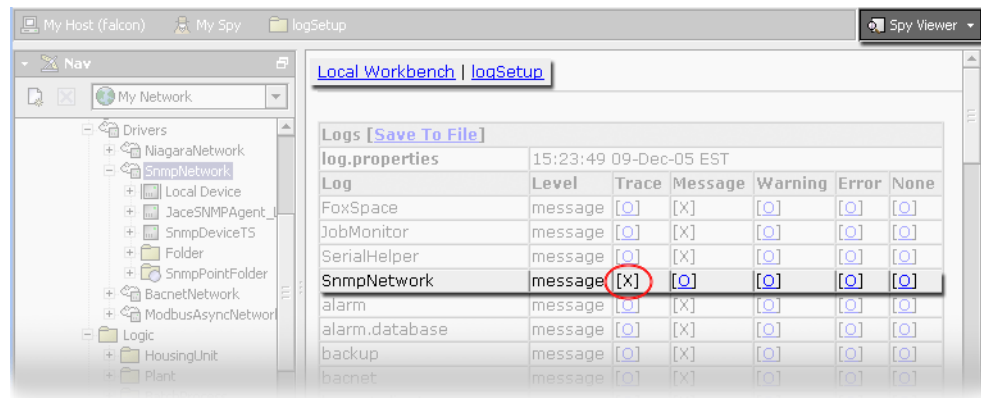 My Host (falcon) My Spy logSetup Spy Viewer
Nav
My Network
Drivers
NiagaraNetwork
SnmpNetwork
Local Device
JaceSNMPAgent_
SnmpDeviceTS
Folder
SnmpPointFolder
BacnetNetwork
ModbusAsyncNetworl
Logic
HousingUnit
Plant
Local Workbench | logSetup
Logs [Save To File]
log.properties 15:23:49 09-Dec-05 EST
Log Level Trace Message Warning Error None
FoxSpace message [O] [X] [O] [O] [O]
JobMonitor message [O] [X] [O] [O] [O]
SerialHelper message [O] [X] [O] [O] [O]
SnmpNetwork message [X] [O] [O] [O] [O]
alarm message [O] [X] [O] [O] [O]
alarm.database message [O] [X] [O] [O] [O]
backup message [O] [X] [O] [O] [O]
bacnet message [O] [X] [O] [O] [O]